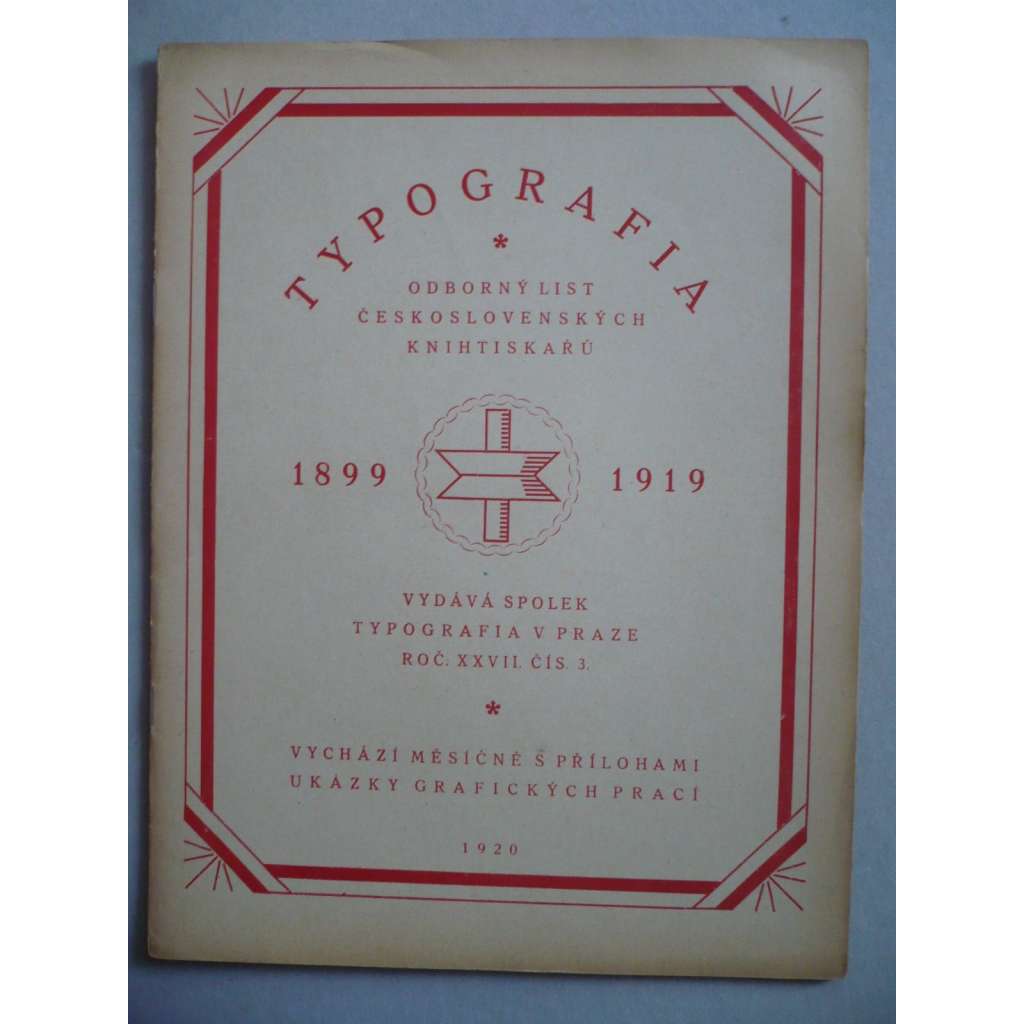 TYPOGRAFIA
*
ODBORNÝ LIST
ČESKOSLOVENSKÝCH
KNIHTISKAŘŮ
1899 1919
VYDÁVÁ SPOLEK
TYPOGRAFIA V PRAZE
ROČ. XXVII. ČÍS. 3.
*
VYCHÁZÍ MĚSÍČNĚ S PŘÍLOHAMI
UKÁZKY GRAFICKÝCH PRACÍ
1920